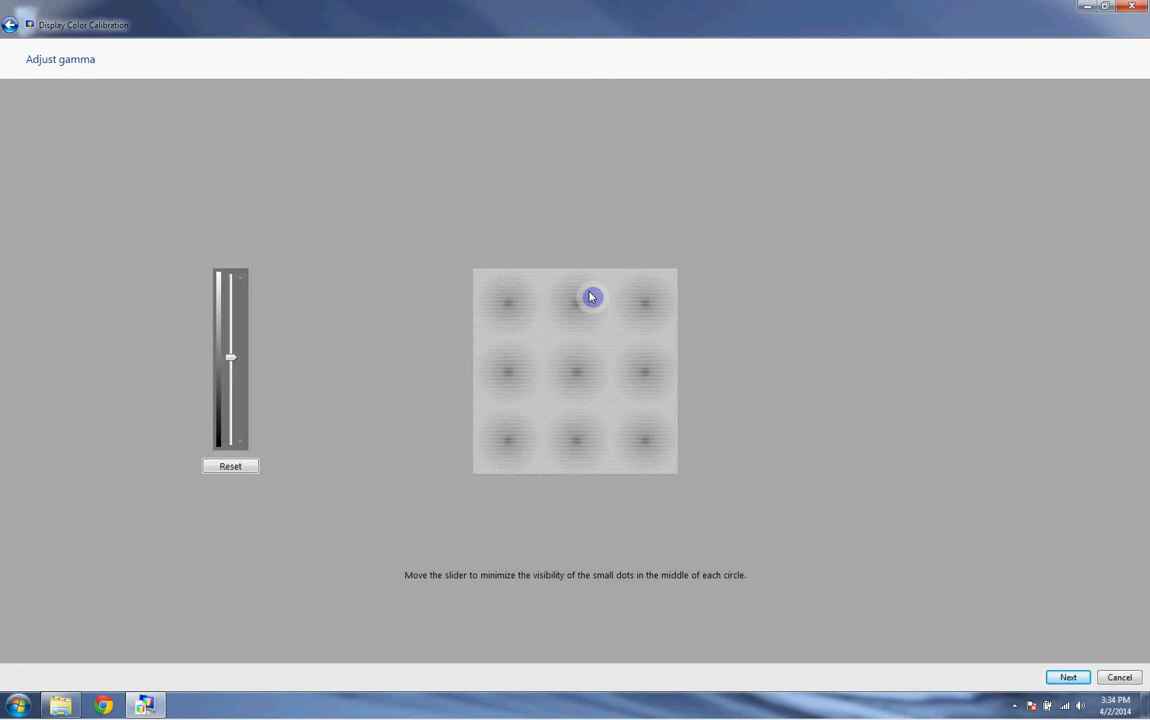 Display Color Calibration
Adjust gamma
Reset
Move the slider to minimize the visibility of the small dots in the middle of each circle.
Next
Cancel
3:34 PM
4/2/2014